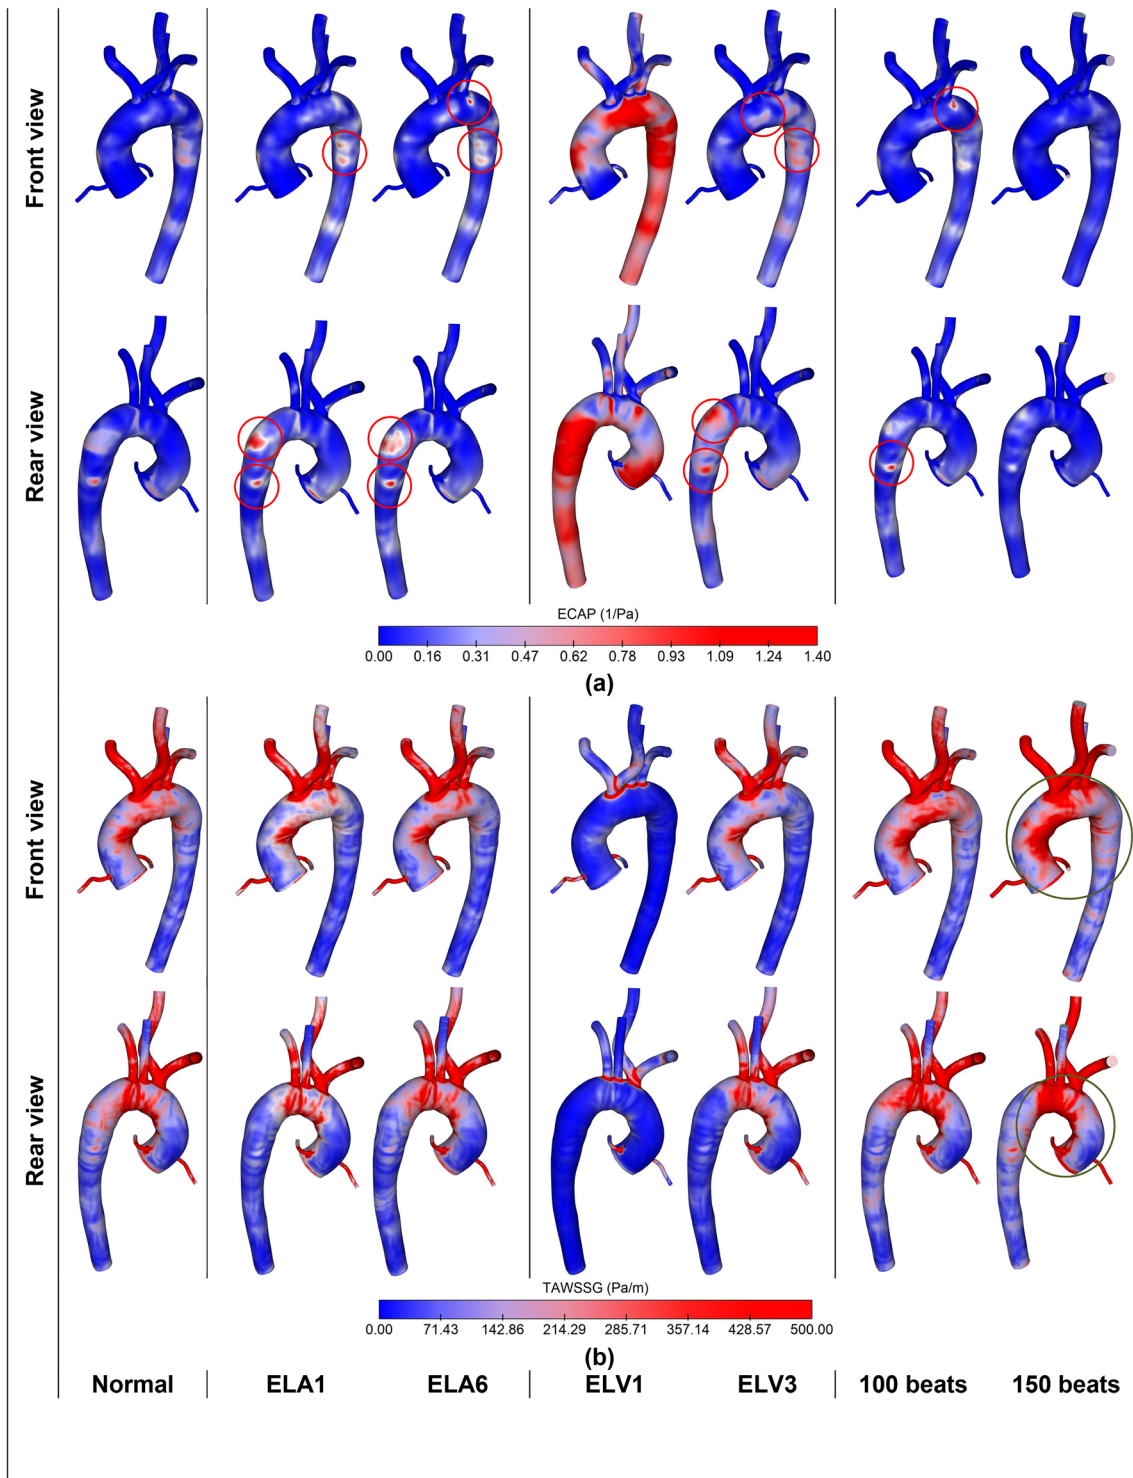 Front view
Rear view
ECAP (1/Pa)
0.00 0.16 0.31 0.47 0.62 0.78 0.93 1.09 1.24 1.40
(a)
Front view
Rear view
TAWSSG (Pa/m)
0.00 71.43 142.86 214.29 285.71 357.14 428.57 500.00
(b)
Normal ELA1 ELA6 ELV1 ELV3 100 beats 150 beats